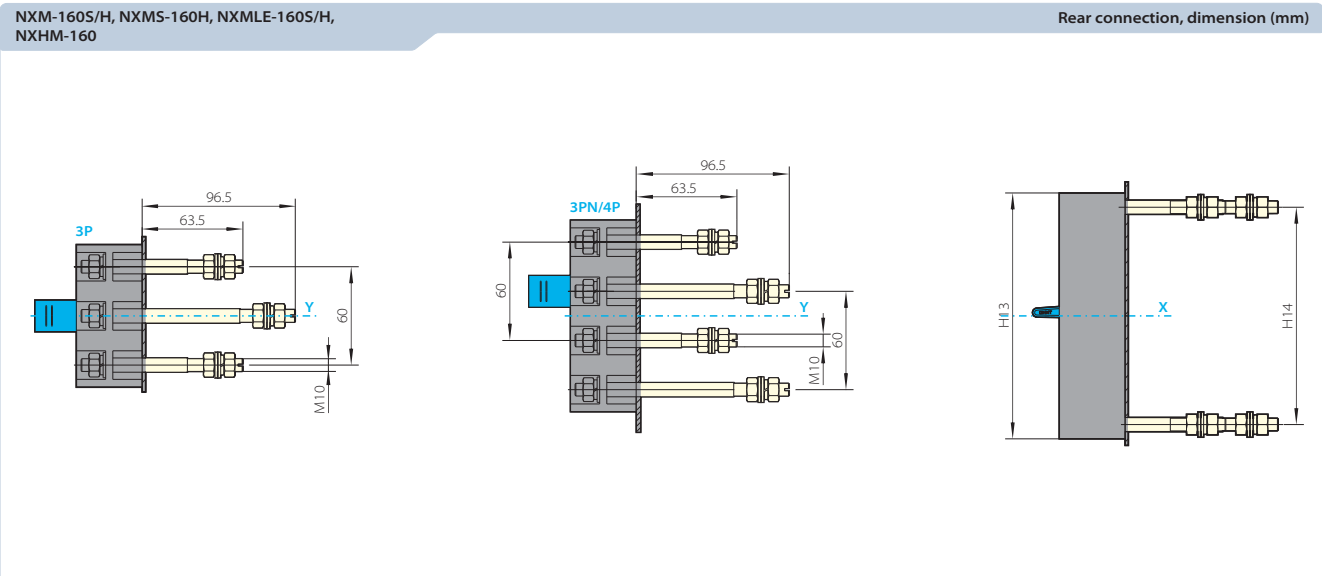 NXM-160S/H, NXMS-160H, NXMLE-160S/H,
NXHM-160
Rear connection, dimension (mm)
3P
96.5
63.5
Y
60
M10
3PN/4P
96.5
63.5
60
Y
M10
60
H13
X
H14